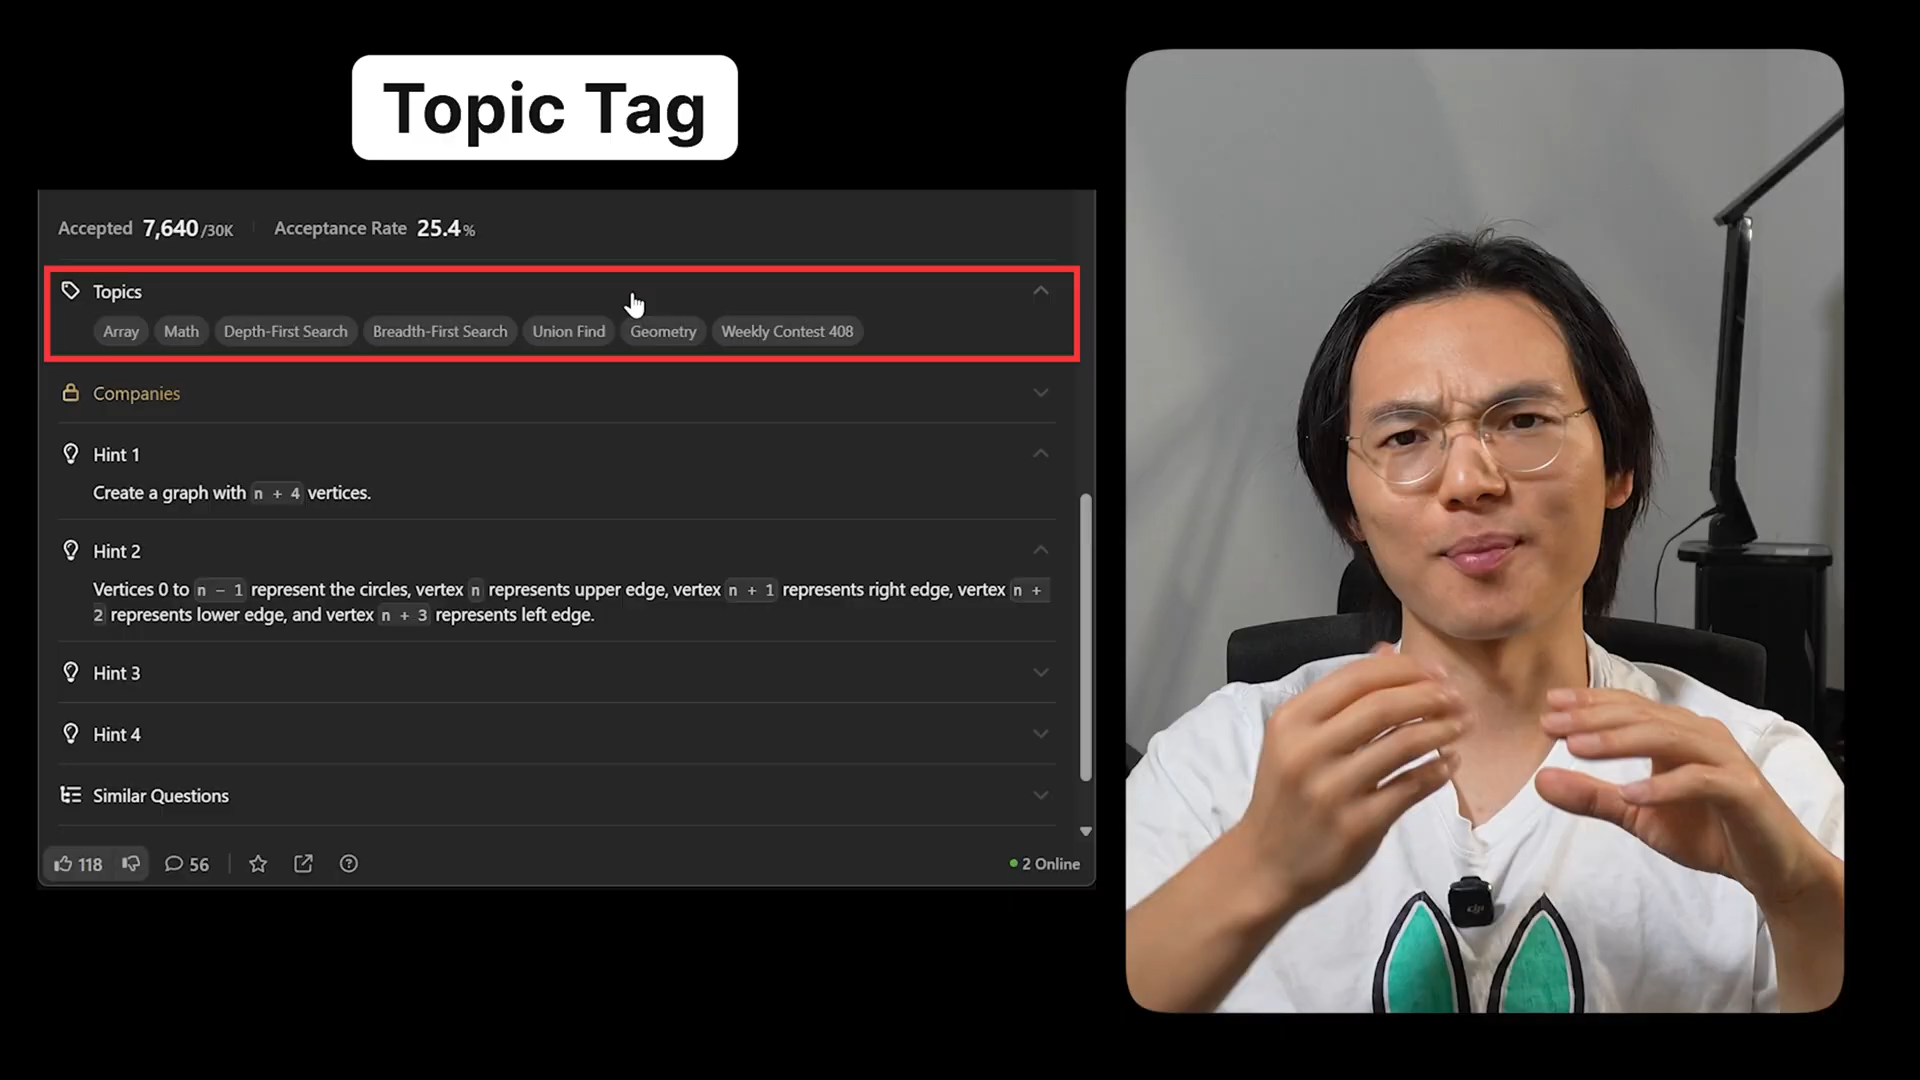 Topic Tag
Accepted 7,640/30K Acceptance Rate 25.4%
Topics
Array Math Depth-First Search Breadth-First Search Union Find Geometry Weekly Contest 408
Companies
Hint 1
Create a graph with n + 4 vertices.
Hint 2
Vertices 0 to n - 1 represent the circles, vertex n represents upper edge, vertex n + 1 represents right edge, vertex n +
2 represents lower edge, and vertex n + 3 represents left edge.
Hint 3
Hint 4
Similar Questions
118 56 2 Online
dji